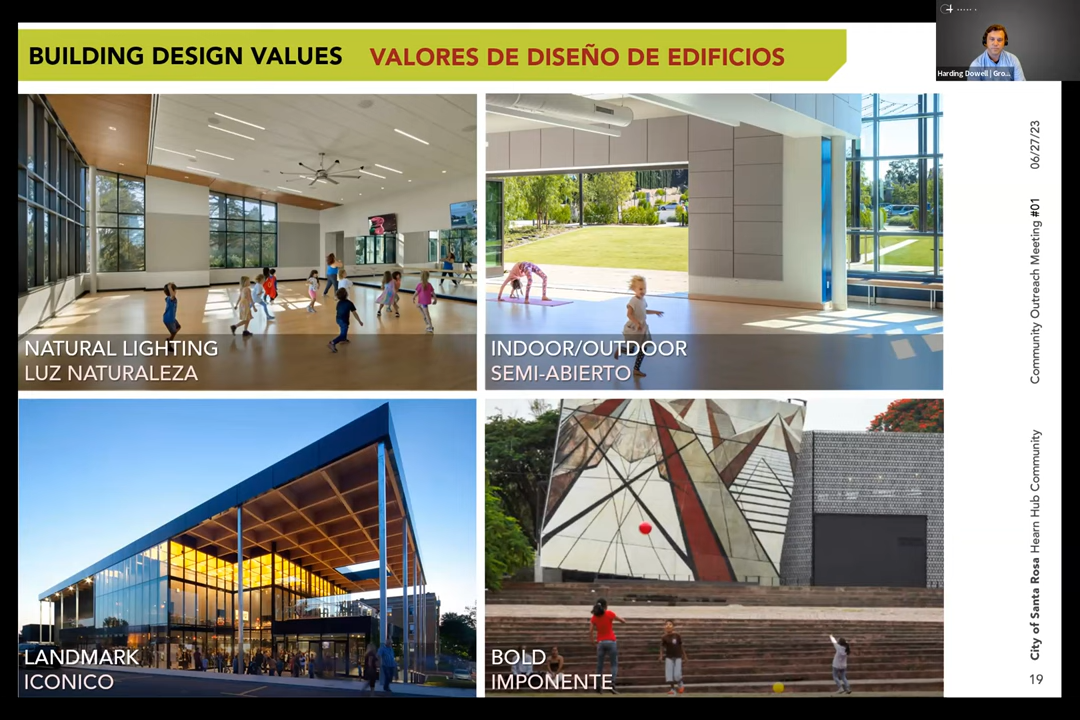 BUILDING DESIGN VALUES VALORES DE DISEÑO DE EDIFICIOS
Harding Dowell | Gro...
NATURAL LIGHTING
LUZ NATURALEZA
INDOOR/OUTDOOR
SEMI-ABIERTO
LANDMARK
ICONICO
BOLD
IMPONENTE
City of Santa Rosa Hearn Hub Community Community Outreach Meeting #01 06/27/23
19